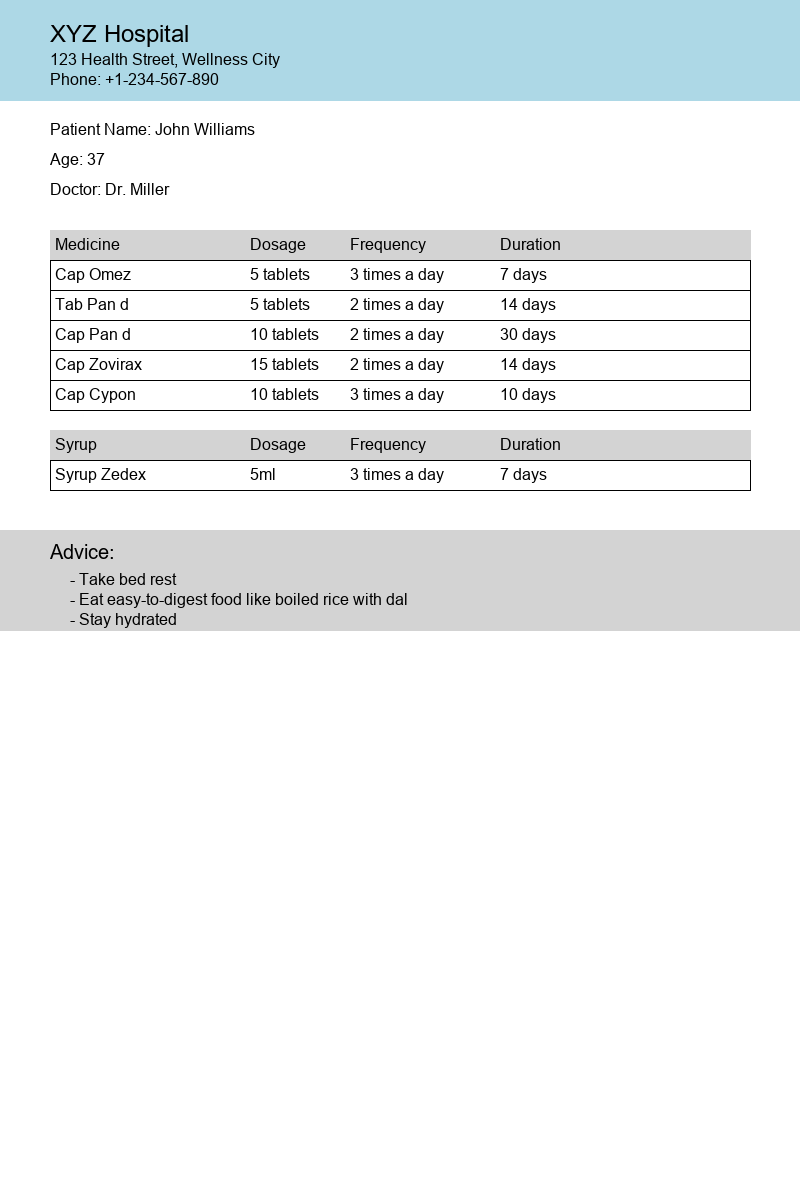 XYZ Hospital
123 Health Street, Wellness City
Phone: +1-234-567-890
Patient Name: John Williams
Age: 37
Doctor: Dr. Miller
Medicine Dosage Frequency Duration
Cap Omez 5 tablets 3 times a day 7 days
Tab Pan d 5 tablets 2 times a day 14 days
Cap Pan d 10 tablets 2 times a day 30 days
Cap Zovirax 15 tablets 2 times a day 14 days
Cap Cypon 10 tablets 3 times a day 10 days
Syrup Dosage Frequency Duration
Syrup Zedex 5ml 3 times a day 7 days
Advice:
- Take bed rest
- Eat easy-to-digest food like boiled rice with dal
- Stay hydrated